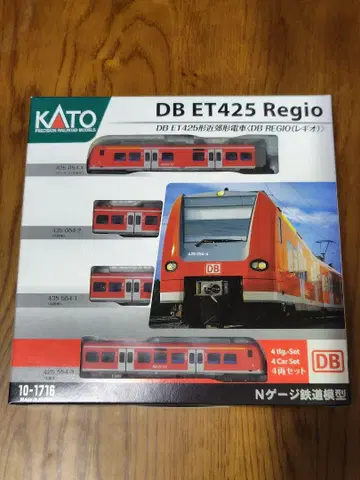 KATO
PRECISION RAILROAD MODELS
DB ET425 Regio
DB ET425形近郊形電車〈DB REGIO(レギオ)〉
DB
4 tlg.-Set
4 Car Set
4両セット
DB
10-1716
Nゲージ鉄道模型